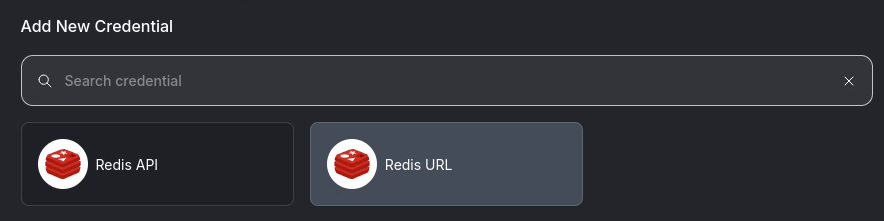 Add New Credential
Search credential
Redis API
Redis URL